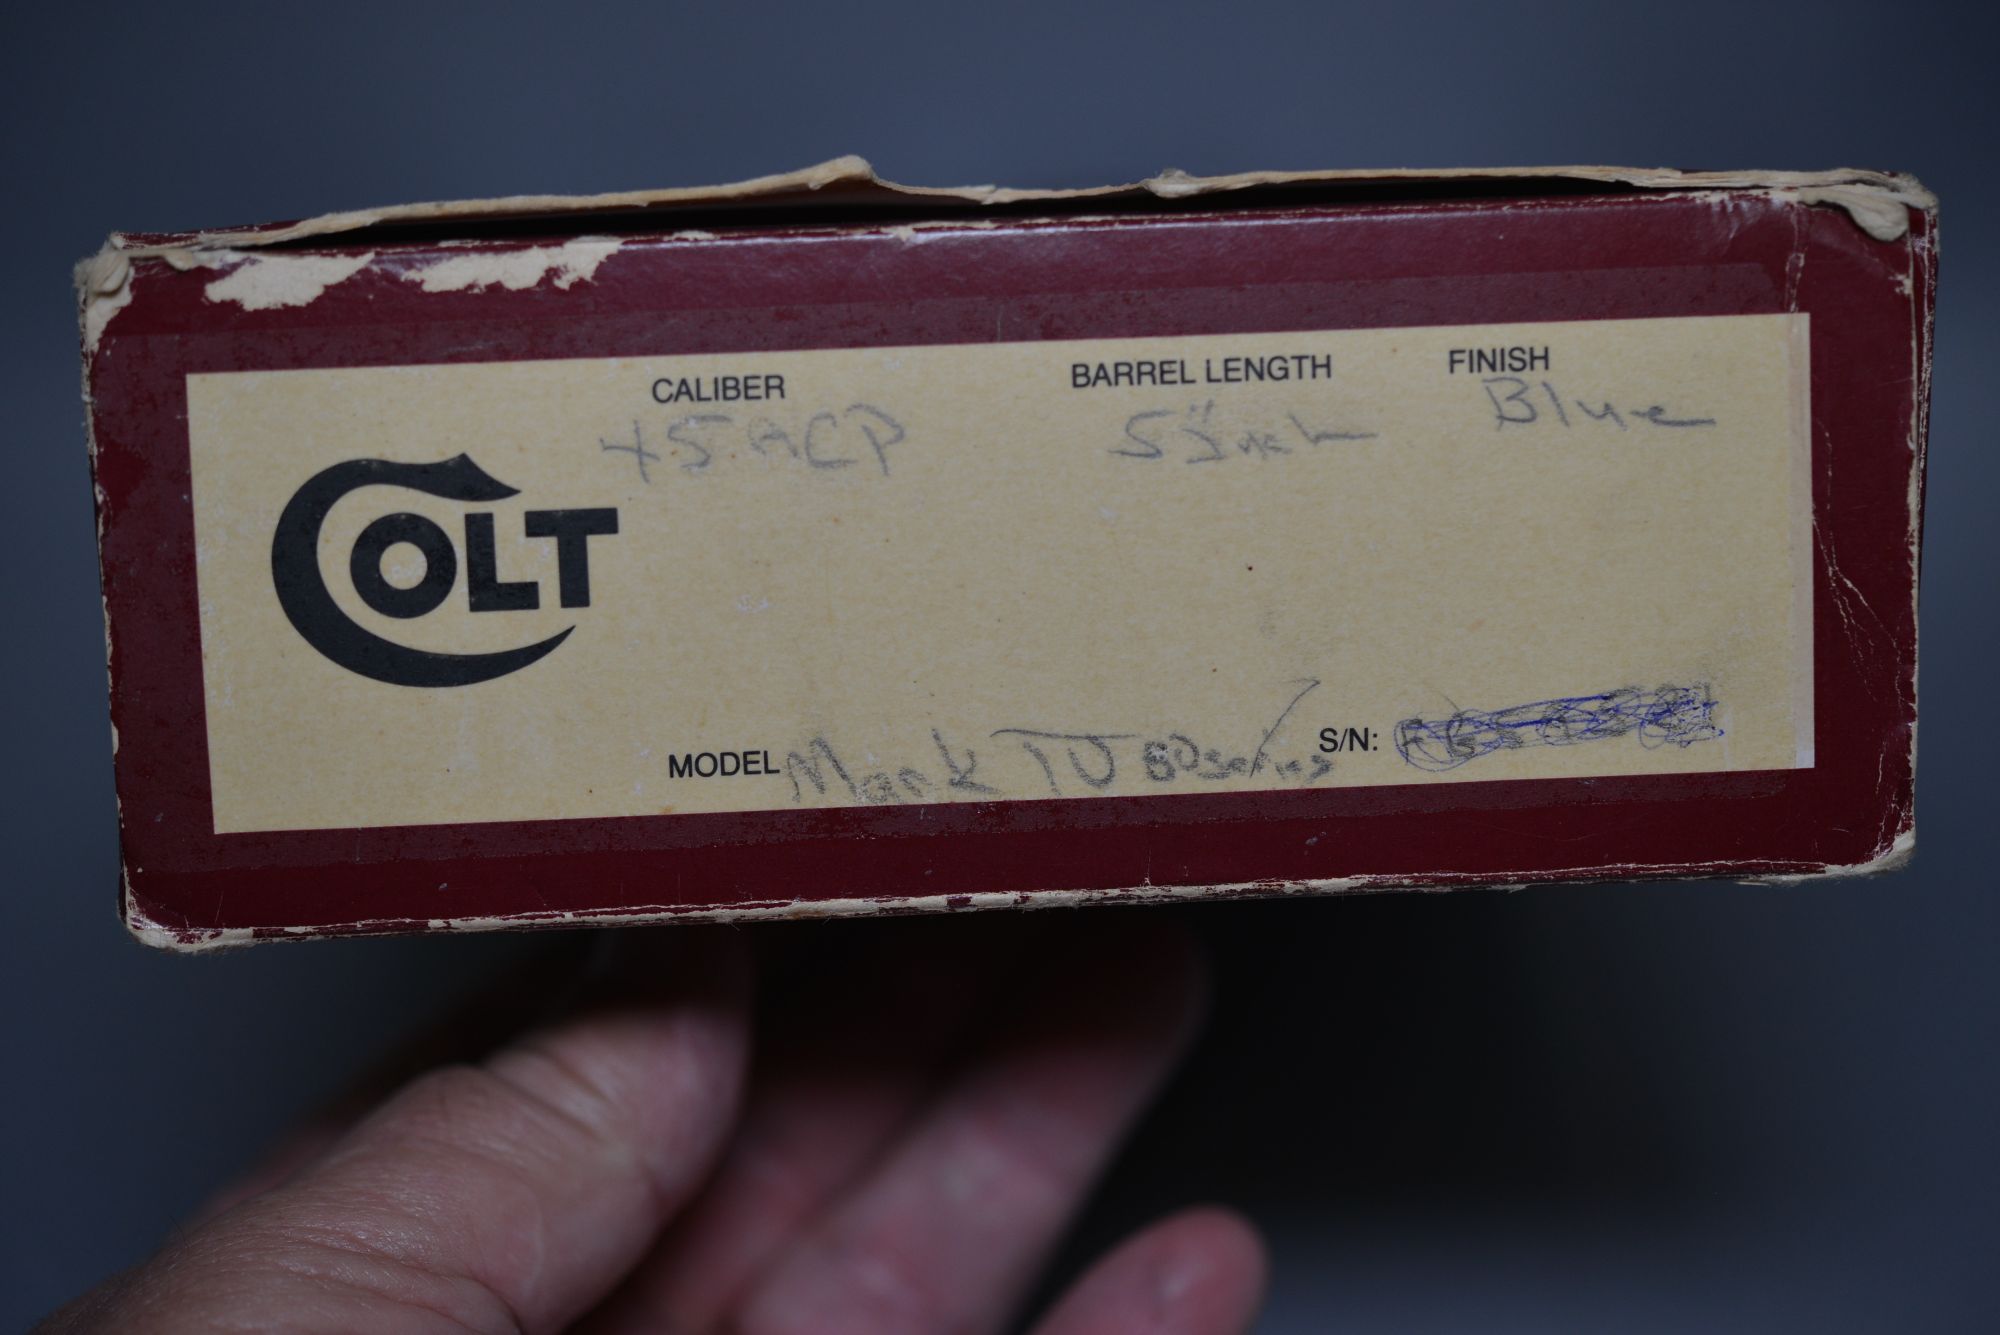 CALIBER BARREL LENGTH FINISH
45 ACP 5 Inch Blue
COLT
MODEL Mark IV 80 series S/N: